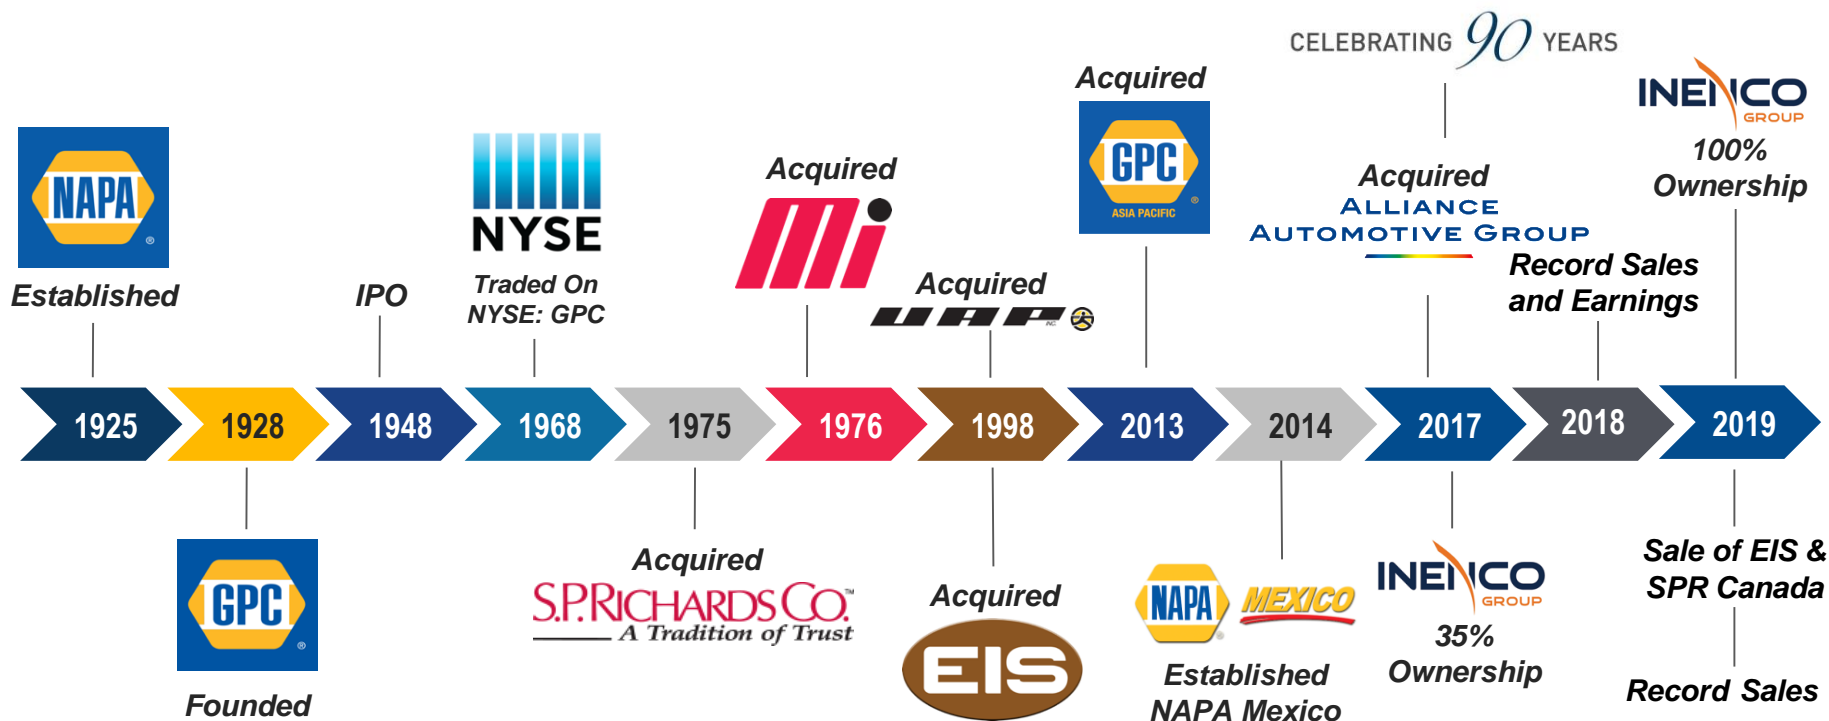 CELEBRATING 90 YEARS
NAPA
®
Established
NYSE
Traded On
NYSE: GPC
IPO
Acquired
Mi
Acquired
UAP INC.
Acquired
GPC
ASIA PACIFIC
®
Acquired
ALLIANCE
AUTOMOTIVE GROUP
Record Sales
and Earnings
INENCO
GROUP
100%
Ownership
1925
1928
1948
1968
1975
1976
1998
2013
2014
2017
2018
2019
GPC
®
Founded
Acquired
S.P. RICHARDS CO.™
A Tradition of Trust
Acquired
EIS
NAPA
®
MEXICO
Established
NAPA Mexico
INENCO
GROUP
35%
Ownership
Sale of EIS &
SPR Canada
Record Sales